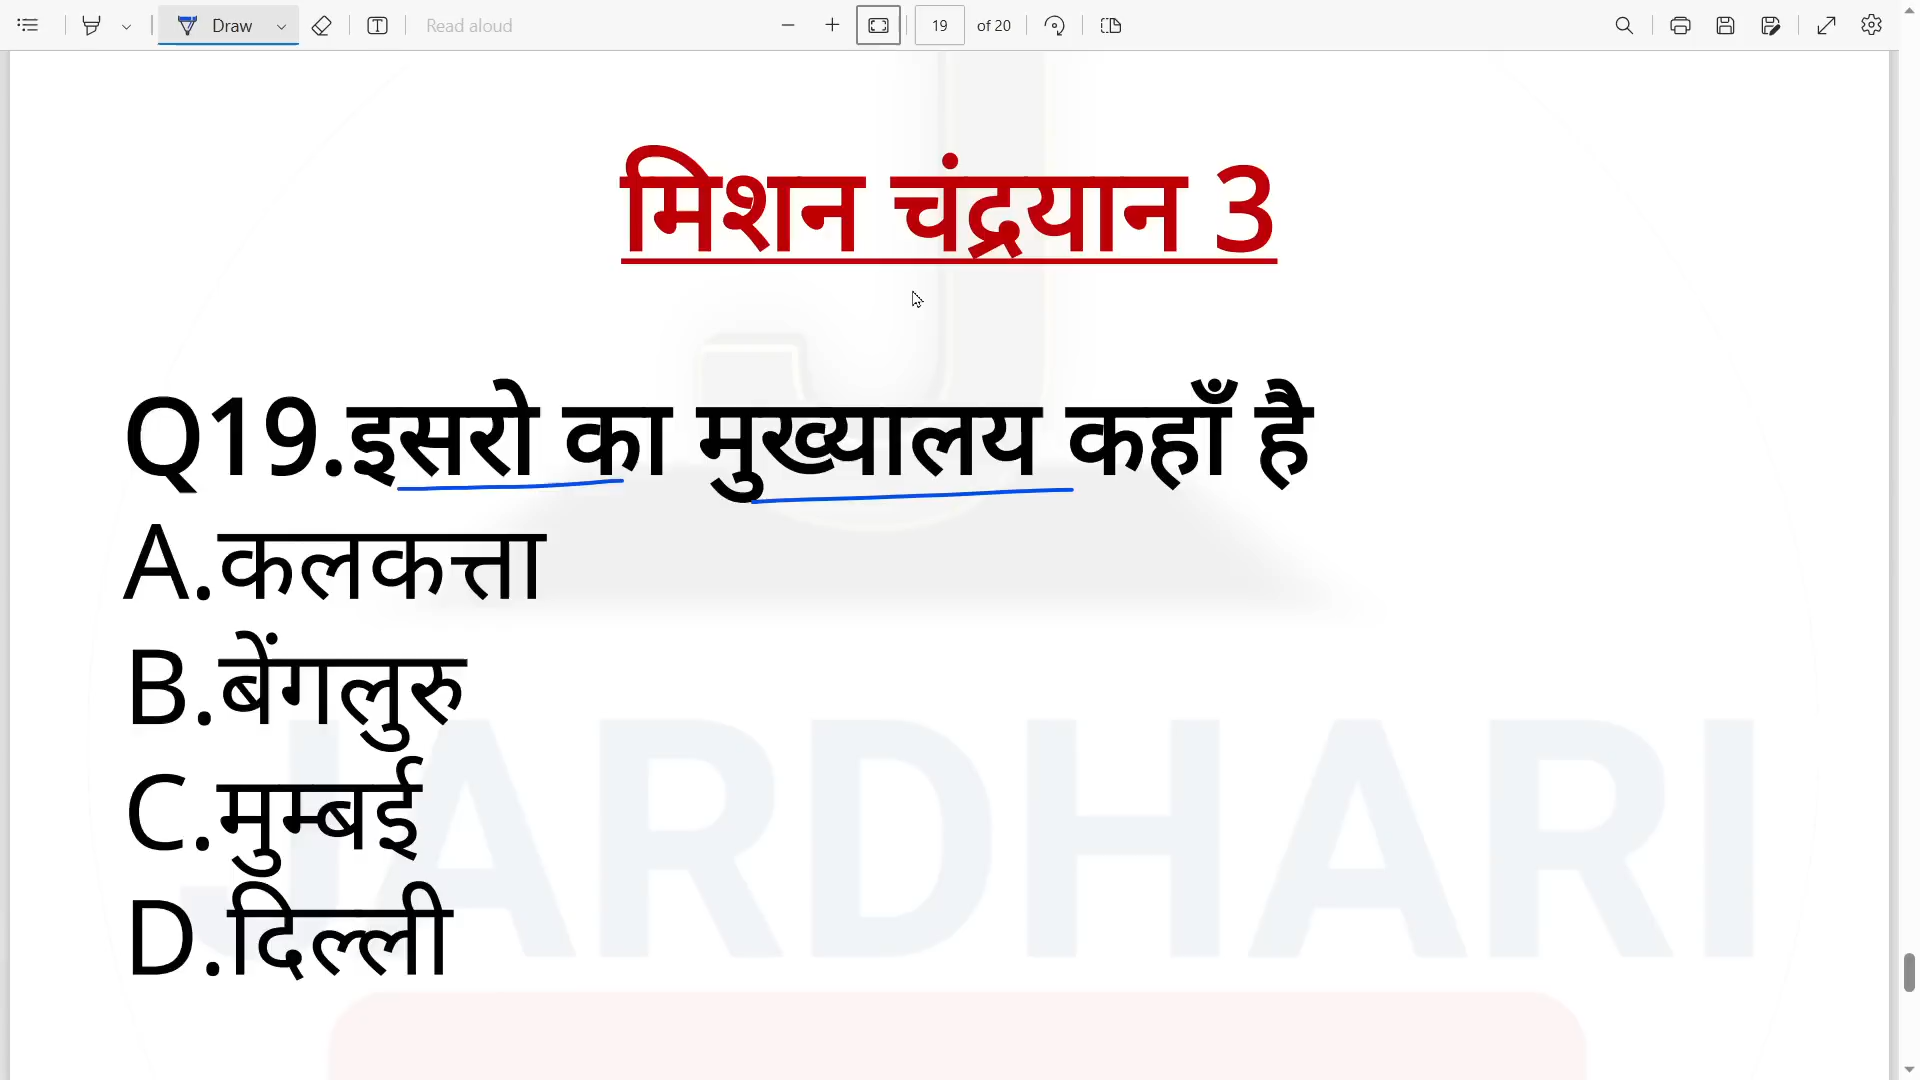 Draw
Read aloud
19 of 20
मिशन चंद्रयान 3
Q19.इसरो का मुख्यालय कहाँ है
A.कलकत्ता
B.बेंगलुरु
C.मुम्बई
D.दिल्ली
JARDHARI